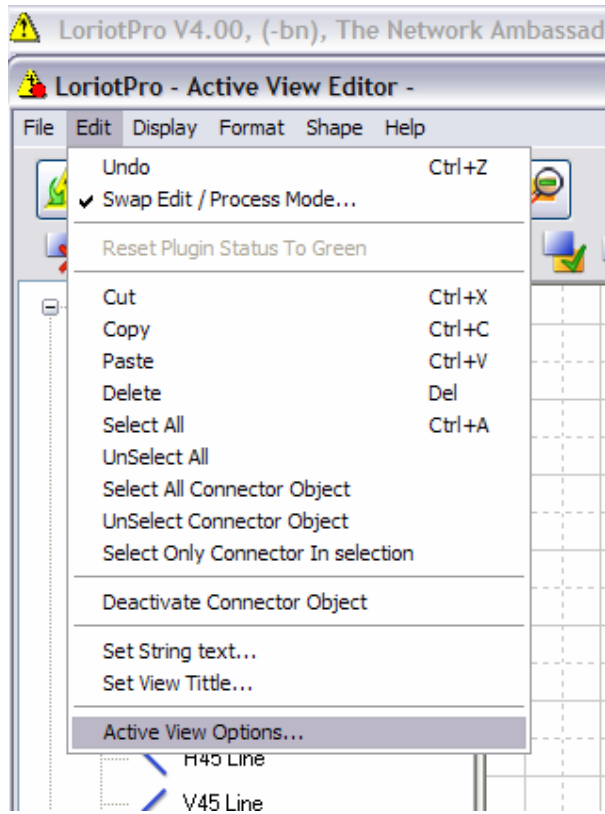 LoriotPro V4.00, (-bn), The Network Ambassad
LoriotPro - Active View Editor -
File Edit Display Format Shape Help
Undo Ctrl+Z
Swap Edit / Process Mode...
Reset Plugin Status To Green
Cut Ctrl+X
Copy Ctrl+C
Paste Ctrl+V
Delete Del
Select All Ctrl+A
UnSelect All
Select All Connector Object
UnSelect Connector Object
Select Only Connector In selection
Deactivate Connector Object
Set String text...
Set View Tittle...
Active View Options...
H45 Line
V45 Line